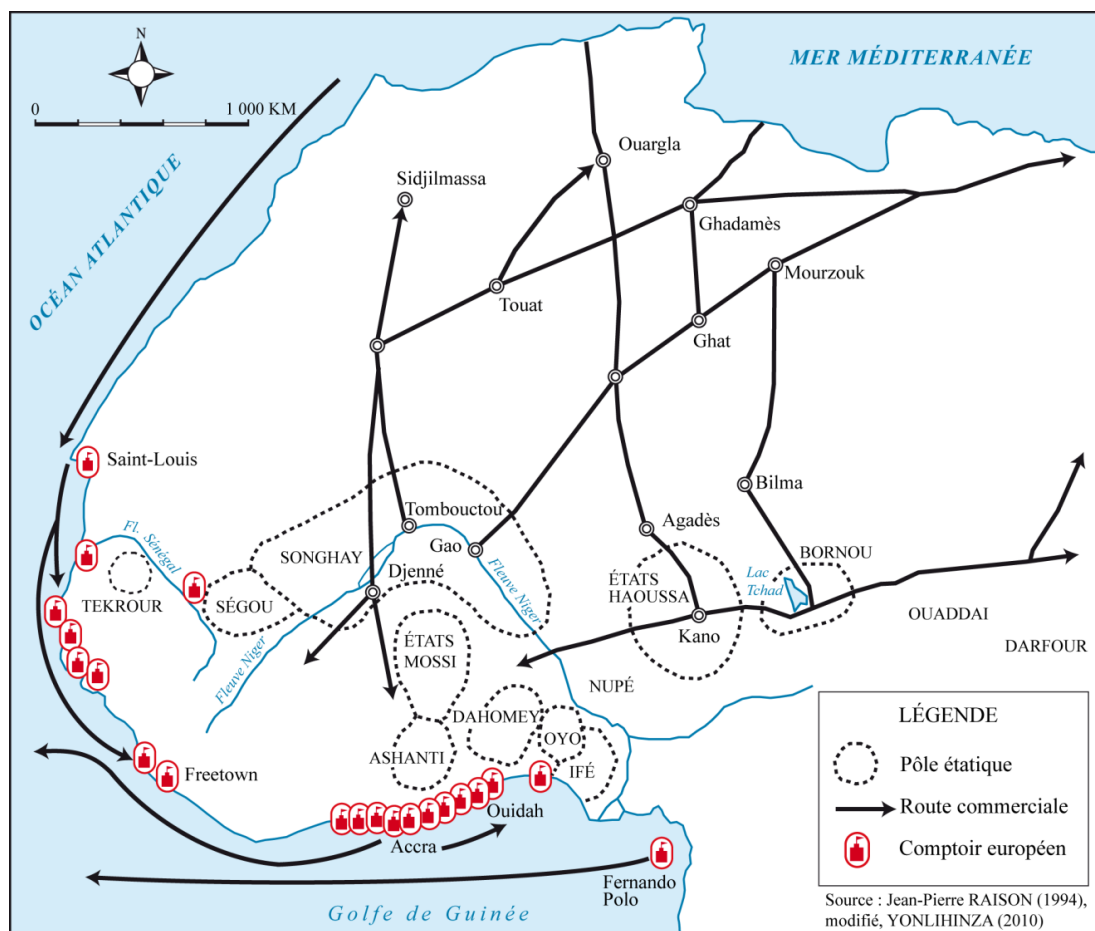 N
0
1 000 KM
MER MÉDITERRANÉE
OCÉAN ATLANTIQUE
Ouargla
Sidjilmassa
Ghadamès
Mourzouk
Touat
Ghat
Saint-Louis
Fl. Sénégal
TEKROUR
SÉGOU
SONGHAY
Tombouctou
Gao
Djenné
Fleuve Niger
Fleuve Niger
Agadès
Bilma
BORNOU
Lac
Tchad
ÉTATS
HAOUSSA
Kano
OUADDAI
DARFOUR
ÉTATS
MOSSI
NUPÉ
DAHOMEY
OYO
ASHANTI
IFÉ
Freetown
Ouidah
Accra
Fernando
Polo
Golfe de Guinée
LÉGENDE
Pôle étatique
Route commerciale
Comptoir européen
Source : Jean-Pierre RAISON (1994),
modifié, YONLIHINZA (2010)